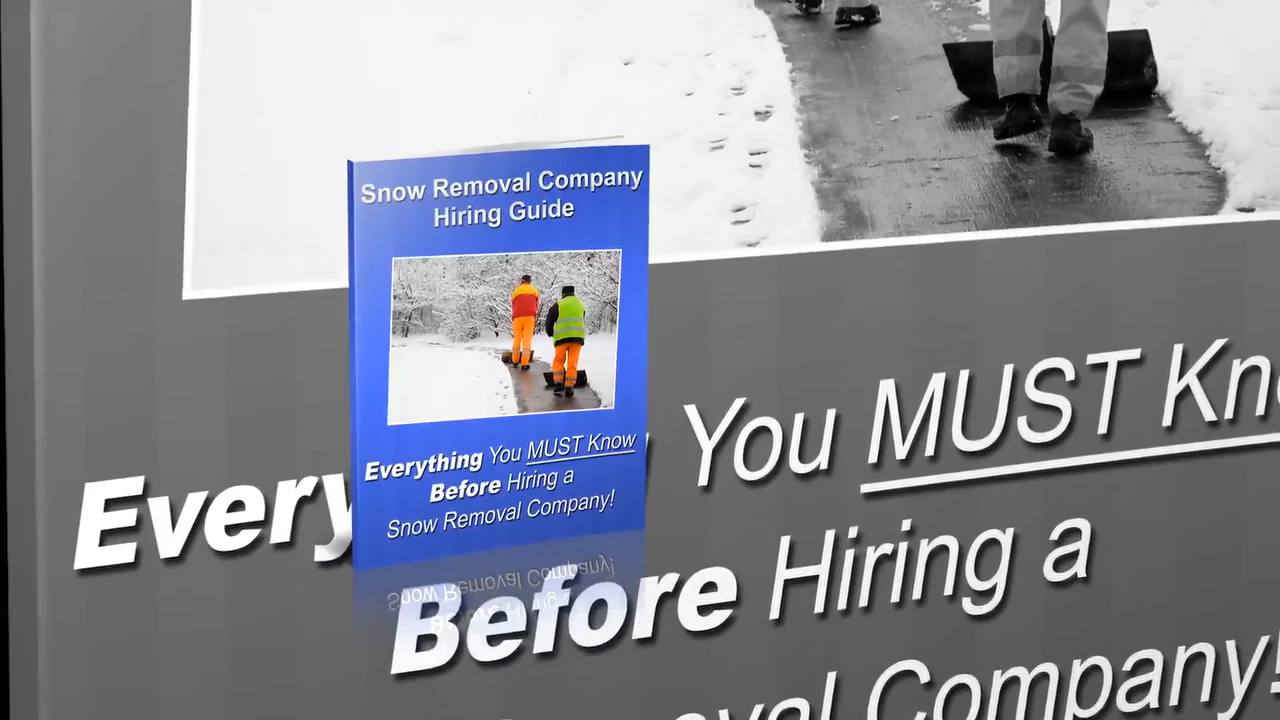 Snow Removal Company
Hiring Guide
Everything You MUST Know
Before Hiring a
Snow Removal Company!
Every
You MUST Kn
Before Hiring a
oval Company!